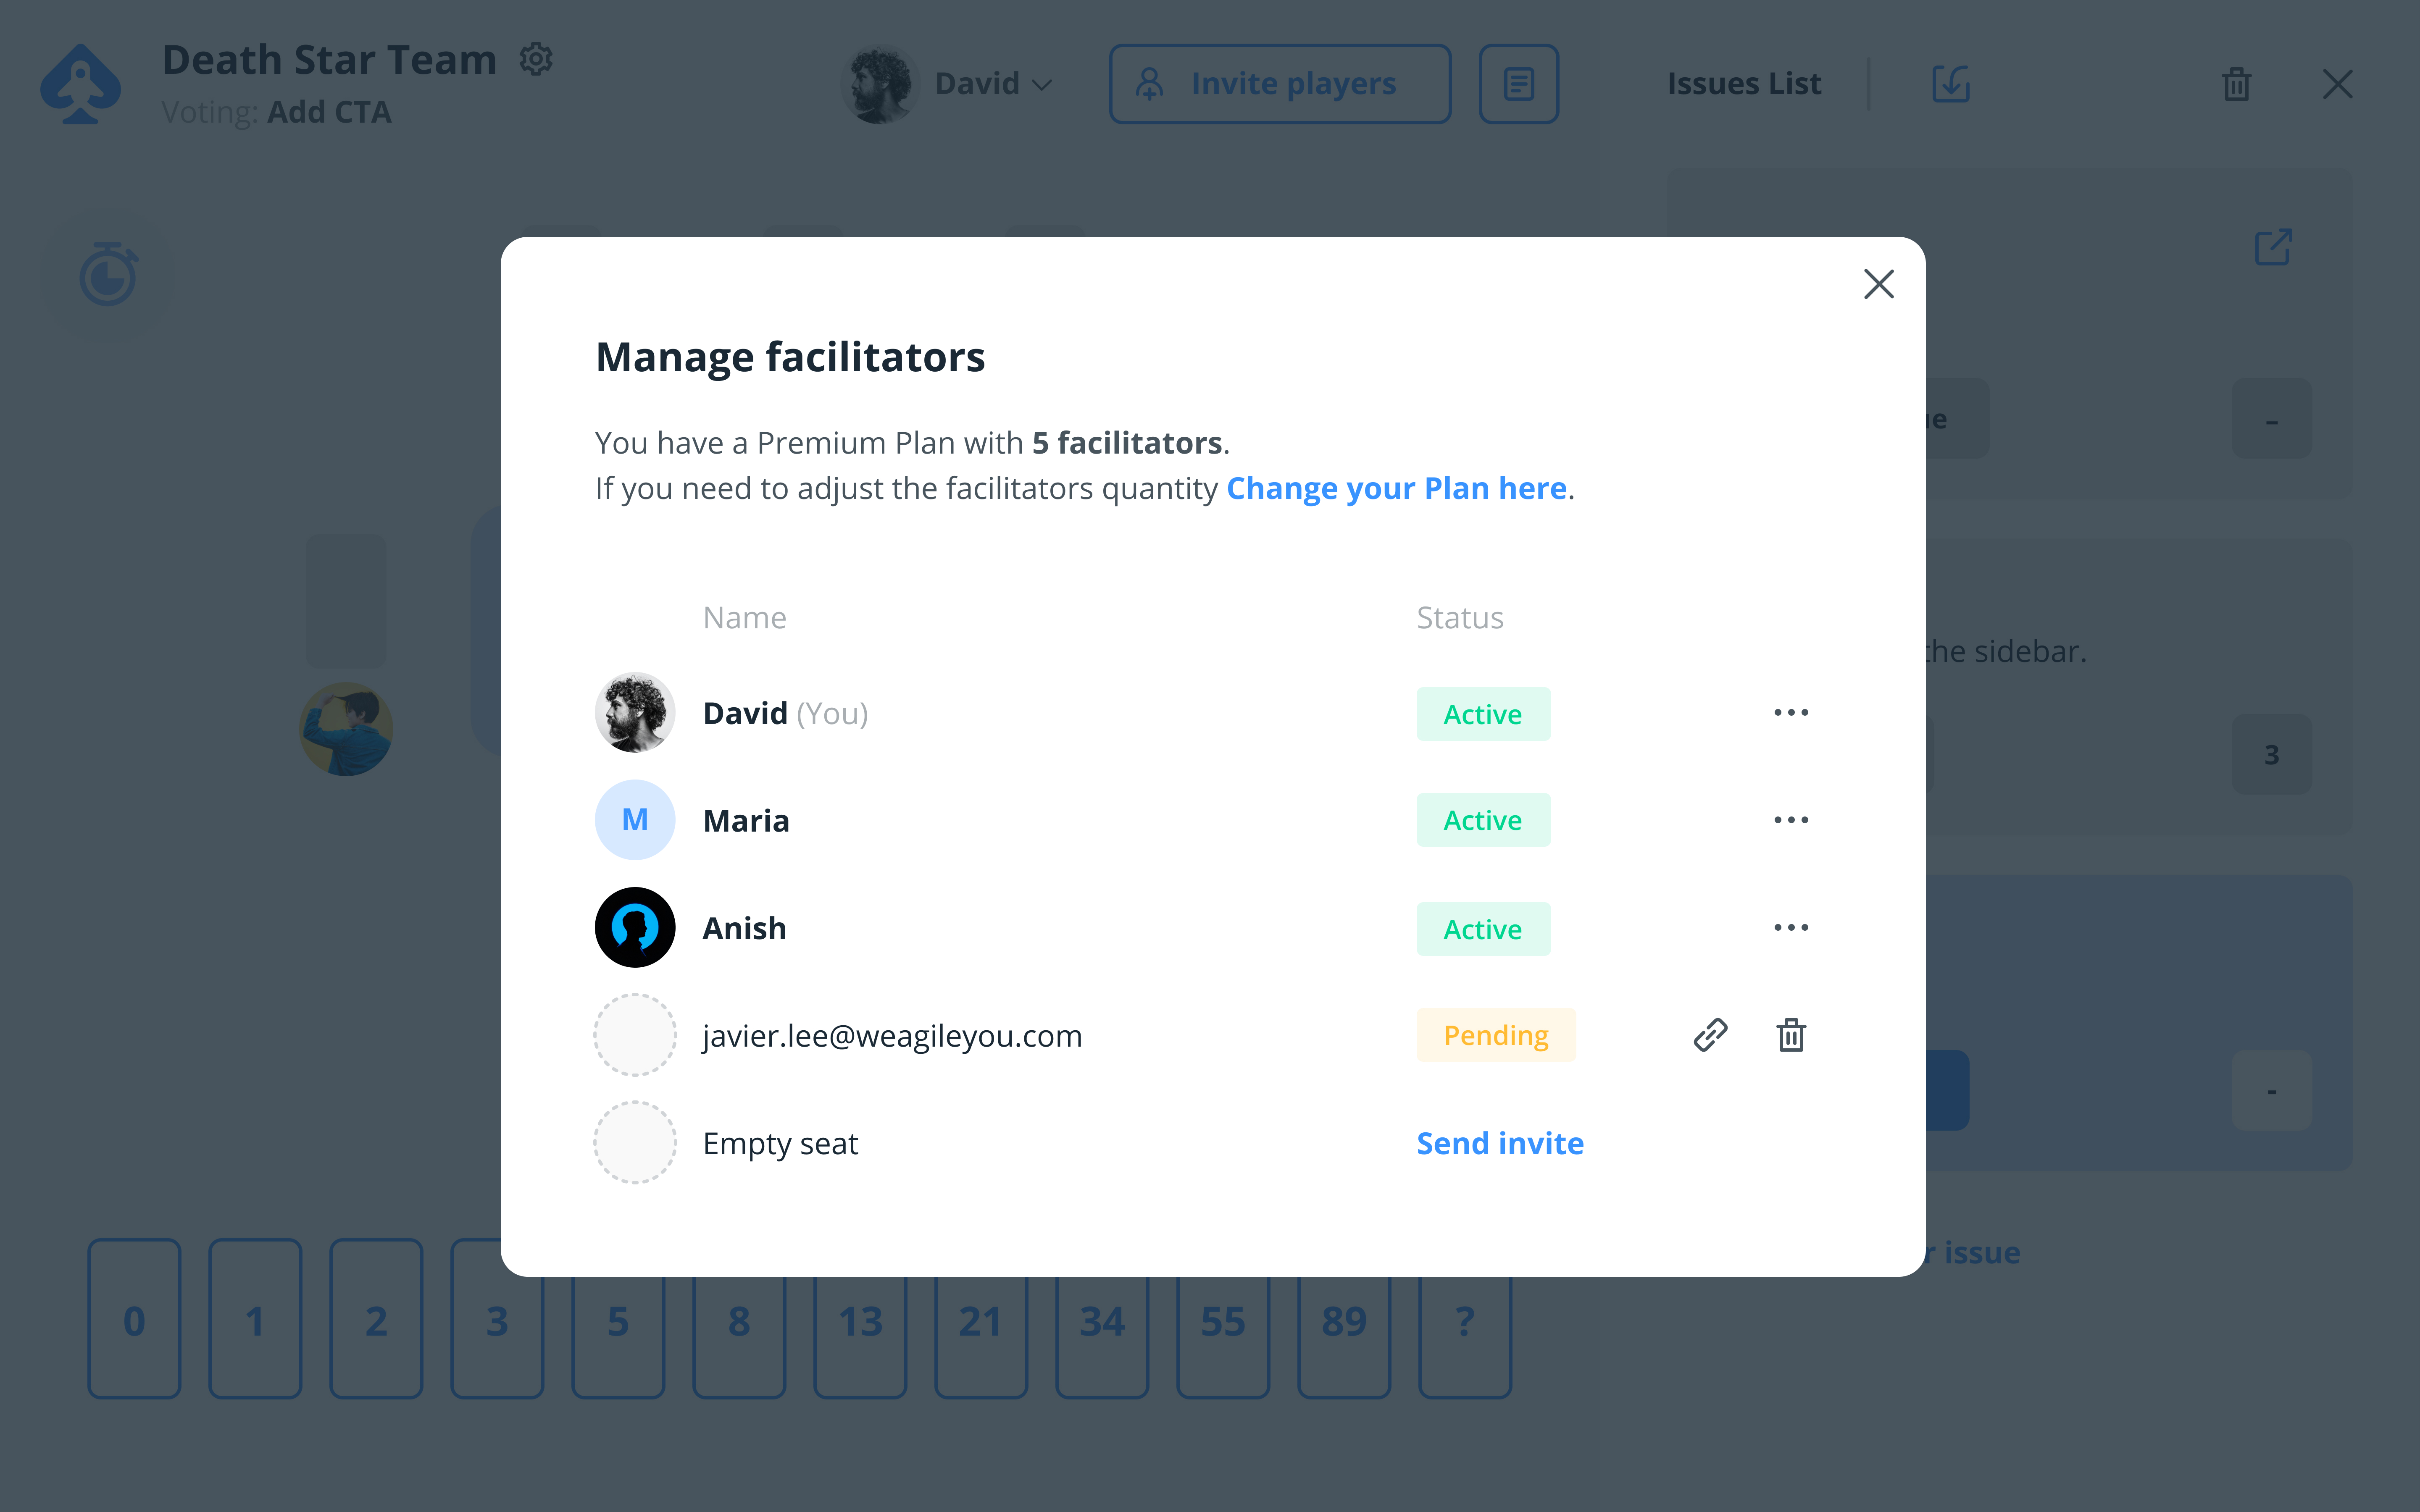 Death Star Team
Voting: Add CTA
David
Invite players
Issues List
Manage facilitators
You have a Premium Plan with 5 facilitators.
If you need to adjust the facilitators quantity Change your Plan here.
–
the sidebar.
3
Name
Status
David (You)
Active
M
Maria
Active
Anish
Active
javier.lee@weagileyou.com
Pending
-
Empty seat
Send invite
issue
0
1
2
3
5
8
13
21
34
55
89
?